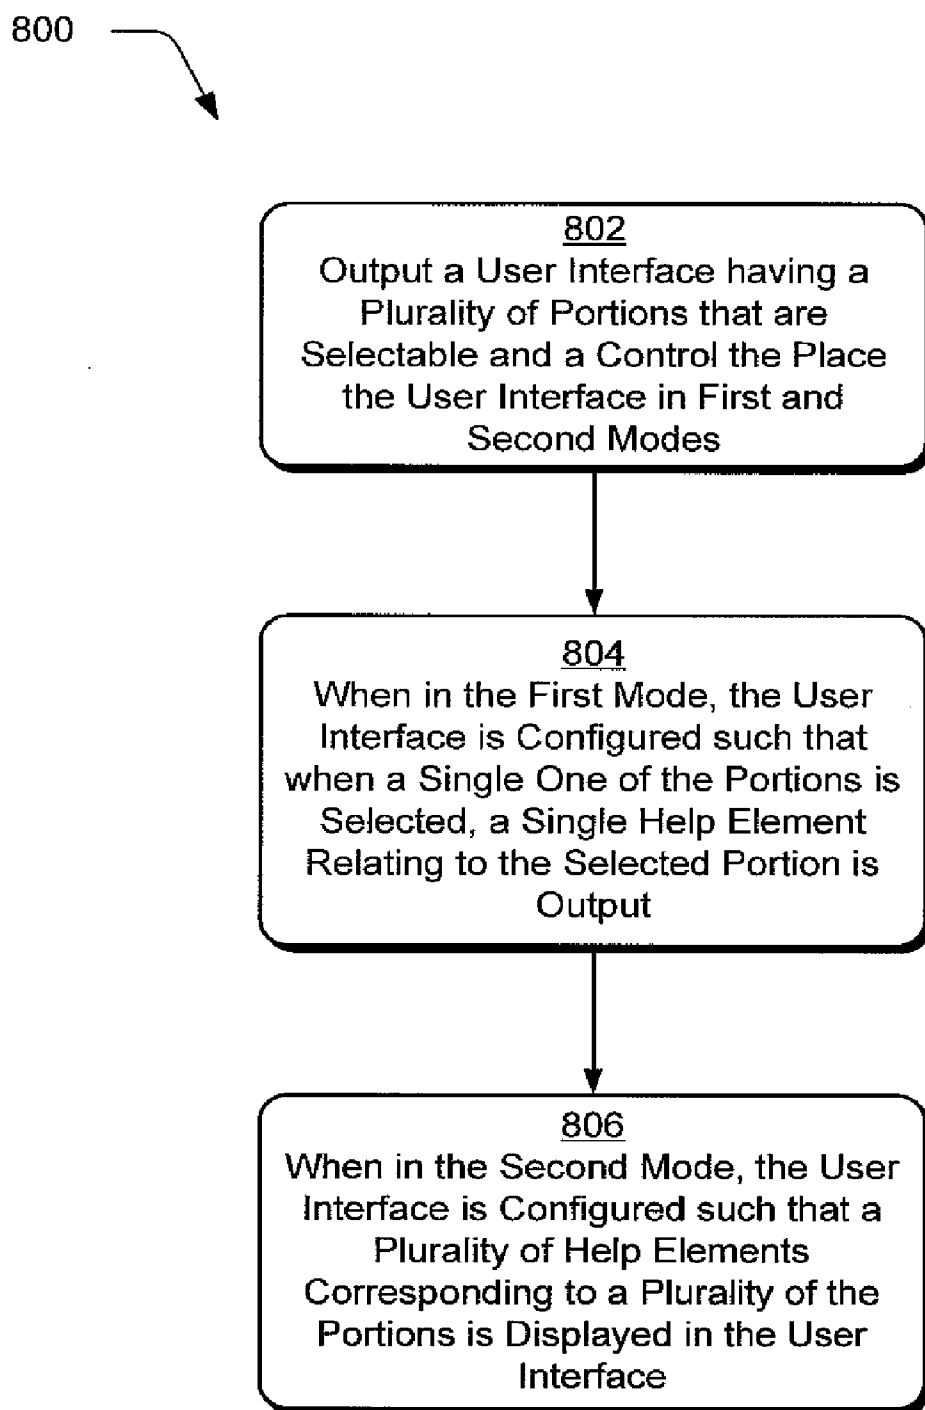 800
802
Output a User Interface having a
Plurality of Portions that are
Selectable and a Control the Place
the User Interface in First and
Second Modes
804
When in the First Mode, the User
Interface is Configured such that
when a Single One of the Portions is
Selected, a Single Help Element
Relating to the Selected Portion is
Output
806
When in the Second Mode, the User
Interface is Configured such that a
Plurality of Help Elements
Corresponding to a Plurality of the
Portions is Displayed in the User
Interface